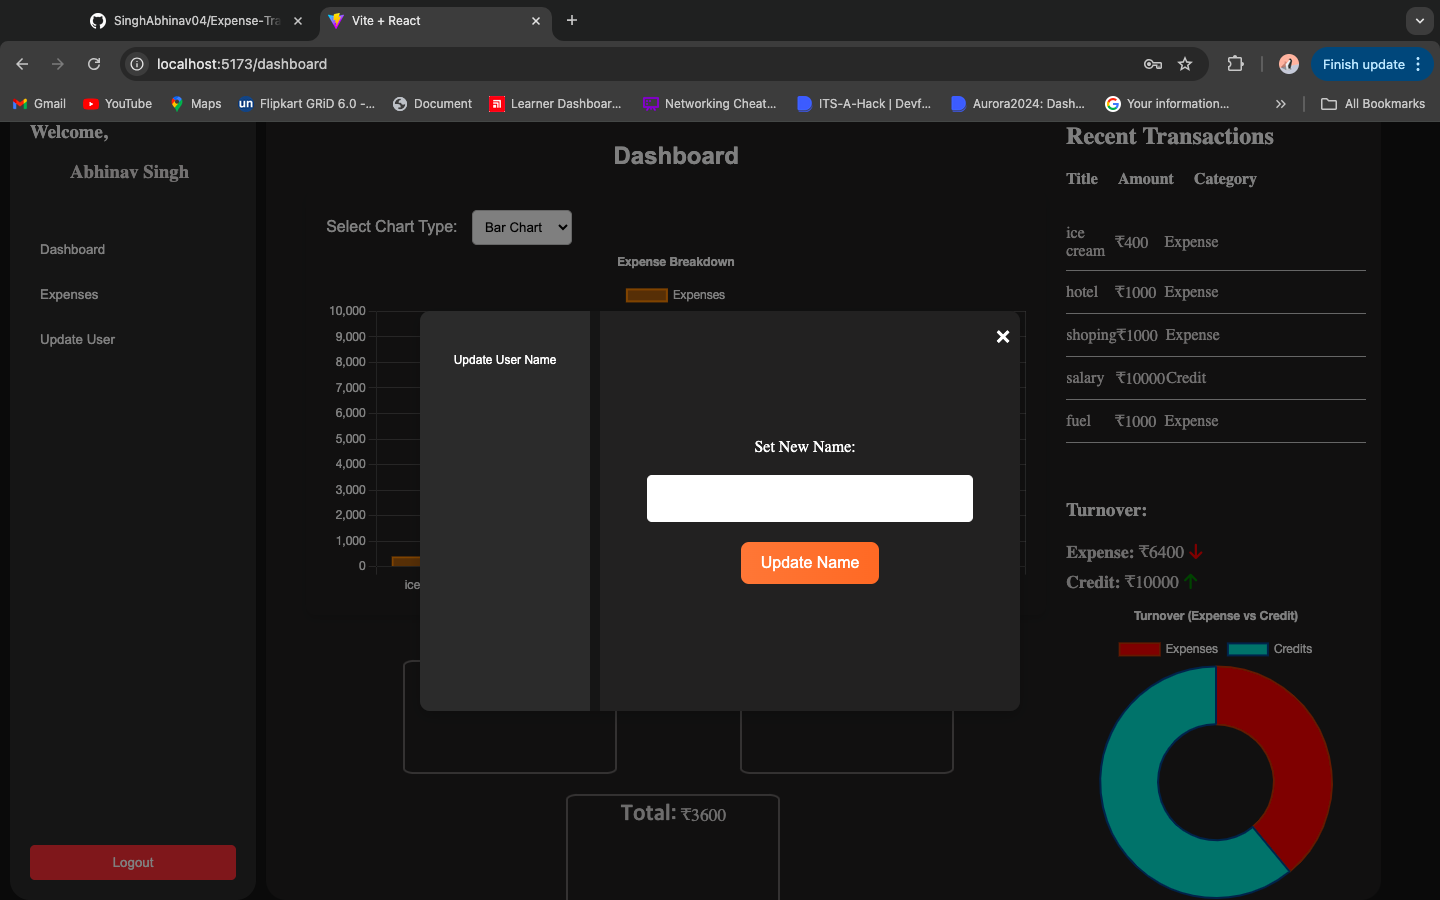 SinghAbhinav04/Expense-Tra
Vite + React
localhost:5173/dashboard
Finish update
Gmail
YouTube
Maps
un Flipkart GRiD 6.0 -...
Document
Learner Dashboar...
Networking Cheat...
ITS-A-Hack | Devf...
Aurora2024: Dash...
Your information...
»
All Bookmarks
Welcome,
Abhinav Singh
Dashboard
Expenses
Update User
Logout
Dashboard
Select Chart Type:
Bar Chart
Expense Breakdown
Expenses
10,000
9,000
8,000
7,000
6,000
5,000
4,000
3,000
2,000
1,000
0
ice
Update User Name
Set New Name:
Update Name
Total: ₹3600
Recent Transactions
Title Amount Category
ice cream ₹400 Expense
hotel ₹1000 Expense
shoping ₹1000 Expense
salary ₹10000 Credit
fuel ₹1000 Expense
Turnover:
Expense: ₹6400
Credit: ₹10000
Turnover (Expense vs Credit)
Expenses Credits